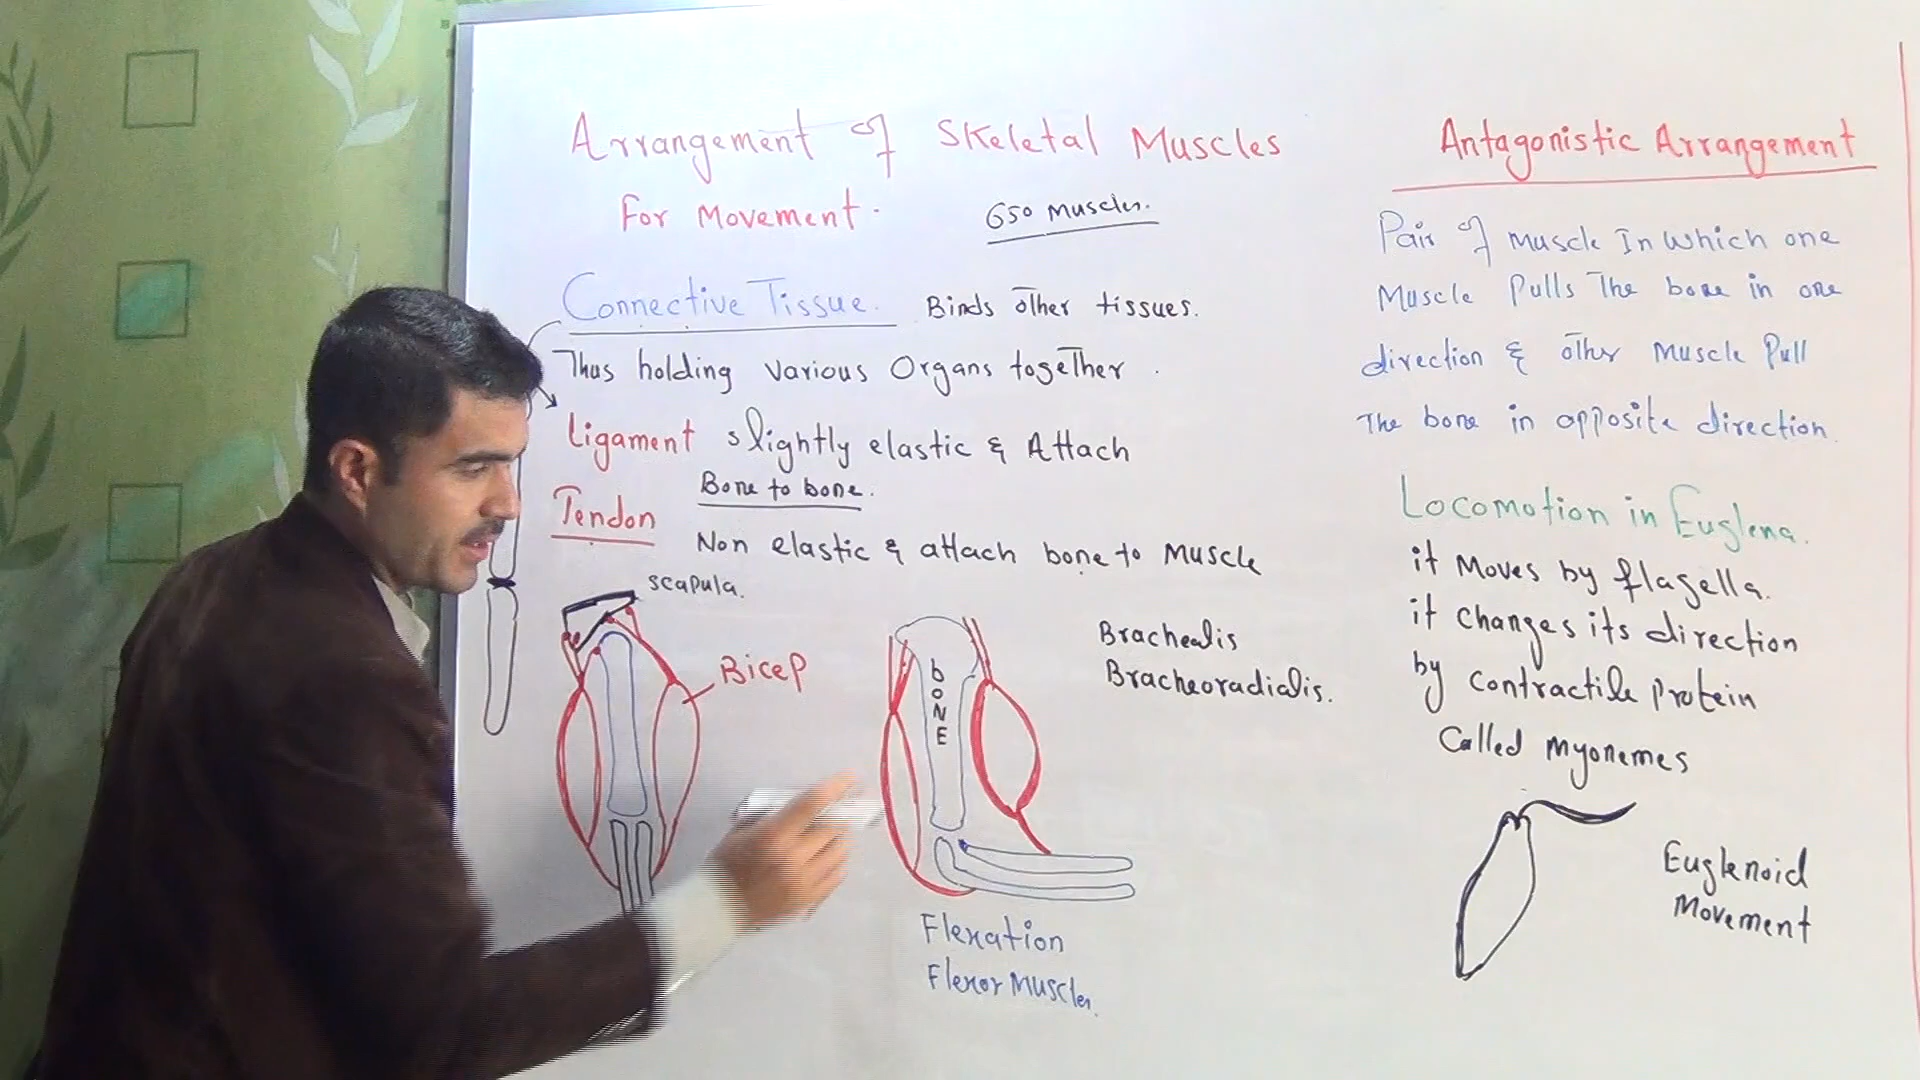 Arrangement of Skeletal Muscles
For Movement.
650 Muscles.
Connective Tissue. Binds other tissues.
Thus holding various Organs together.
Ligament slightly elastic & Attach
Bone to bone.
Tendon
Non elastic & attach bone to Muscle
scapula.
Bicep
BONE
Brachealis
Bracheoradialis.
Flexation
Flexor Muscles.
Antagonistic Arrangement
Pair of muscle In which one
Muscle Pulls The bone in one
direction & other Muscle Pull
The bone in opposite direction.
Locomotion in Euglena.
it Moves by flagella.
it changes its direction
by contractile protein
Called Myonemes
Euglenoid
Movement